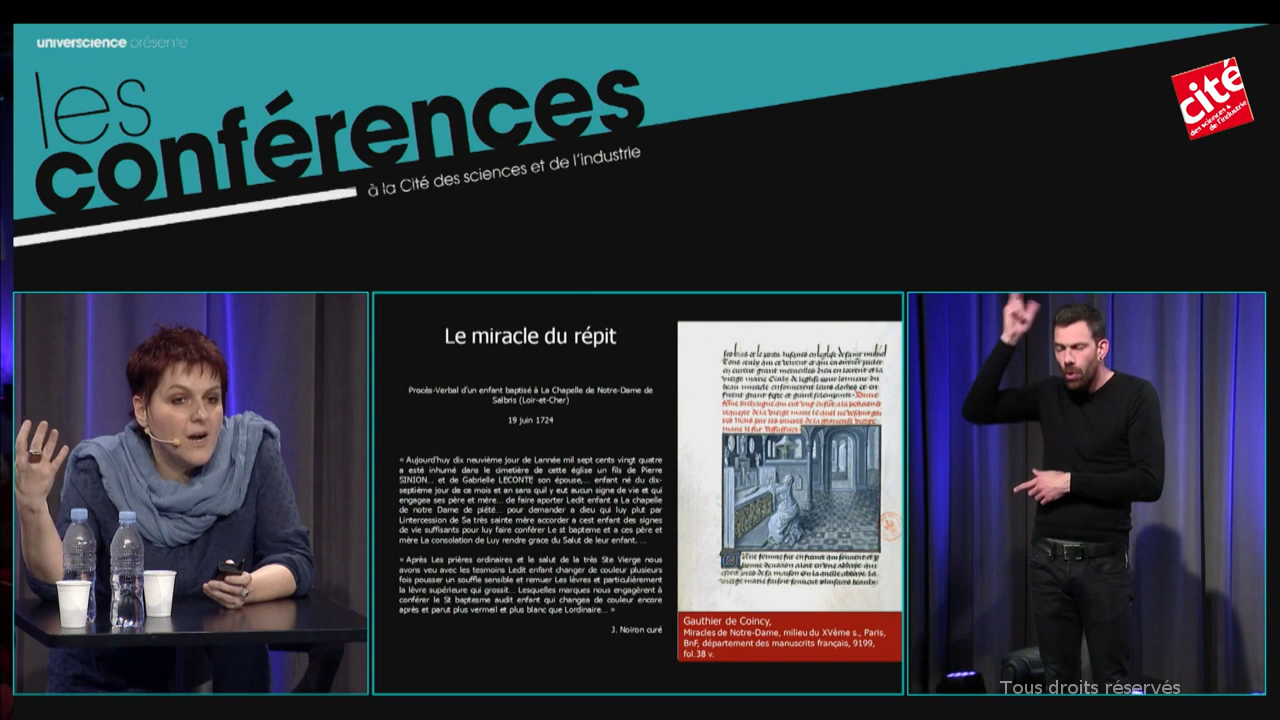 universcience présente
les
conférences
à la Cité des sciences et de l'industrie
cité
des sciences &
de l'industrie
Le miracle du répit
Procès-Verbal d'un enfant baptisé à La Chapelle de Notre-Dame de
Salbris (Loir-et-Cher)
19 juin 1724
« Aujourd'huy dix neuvième jour de Lannée mil sept cents vingt quatre
a esté inhumé dans le cimetière de cette église un fils de Pierre
SINION... et de Gabrielle LECONTE son épouse,... enfant né du dix-
septième jour de ce mois et an sans quil y eut aucun signe de vie et qui
engagea ses père et mère... de faire aporter Ledit enfant a La chapelle
de notre Dame de piété... pour demander a dieu qui luy plut par
Lintercession de Sa très sainte mère accorder a cest enfant des signes
de vie suffisants pour luy faire conférer Le st bapteme et a ces père et
mère La consolation de Luy rendre grace du Salut de leur enfant. ...
« Après Les prières ordinaires et le salut de la très Ste Vierge nous
avons veu avec les tesmoins Ledit enfant changer de couleur plusieurs
fois pousser un souffle sensible et remuer Les lèvres et particulièrement
la lèvre supérieure qui grossit... Lesquelles marques nous engagèrent à
conférer le St baptesme audit enfant qui changea de couleur encore
après et parut plus vermeil et plus blanc que Lordinaire... »
J. Noiron curé
Gauthier de Coincy,
Miracles de Notre-Dame, milieu du XVème s., Paris,
BnF, département des manuscrits français, 9199,
fol.38 v.
Tous droits réservés